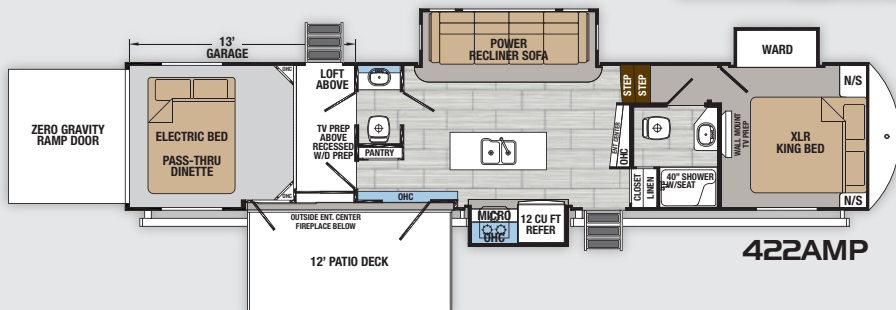 13'
GARAGE
ZERO GRAVITY
RAMP DOOR
ELECTRIC BED
PASS-THRU
DINETTE
OHC
OHC
LOFT
ABOVE
TV PREP
ABOVE
RECESSED
W/D PREP
PANTRY
OHC
OUTSIDE ENT. CENTER
FIREPLACE BELOW
12' PATIO DECK
POWER
RECLINER SOFA
MICRO
OHC
12 CU FT
REFER
STEP
STEP
ENT. CENTER
OHC
CLOSET
LINEN
40" SHOWER
W/SEAT
WALL MOUNT
TV PREP
WARD
N/S
XLR
KING BED
N/S
422AMP